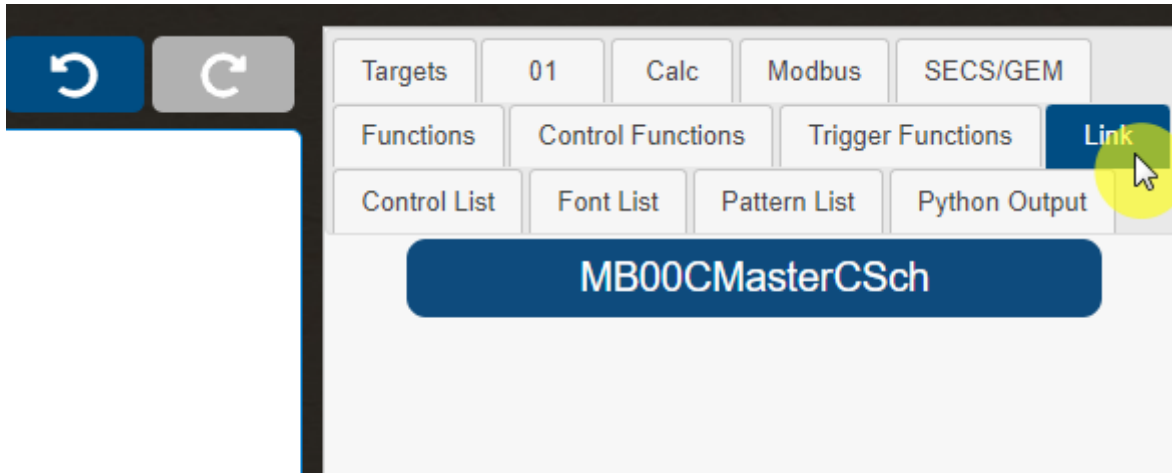 Targets 01 Calc Modbus SECS/GEM
Functions Control Functions Trigger Functions Link
Control List Font List Pattern List Python Output
MB00CMasterCSch